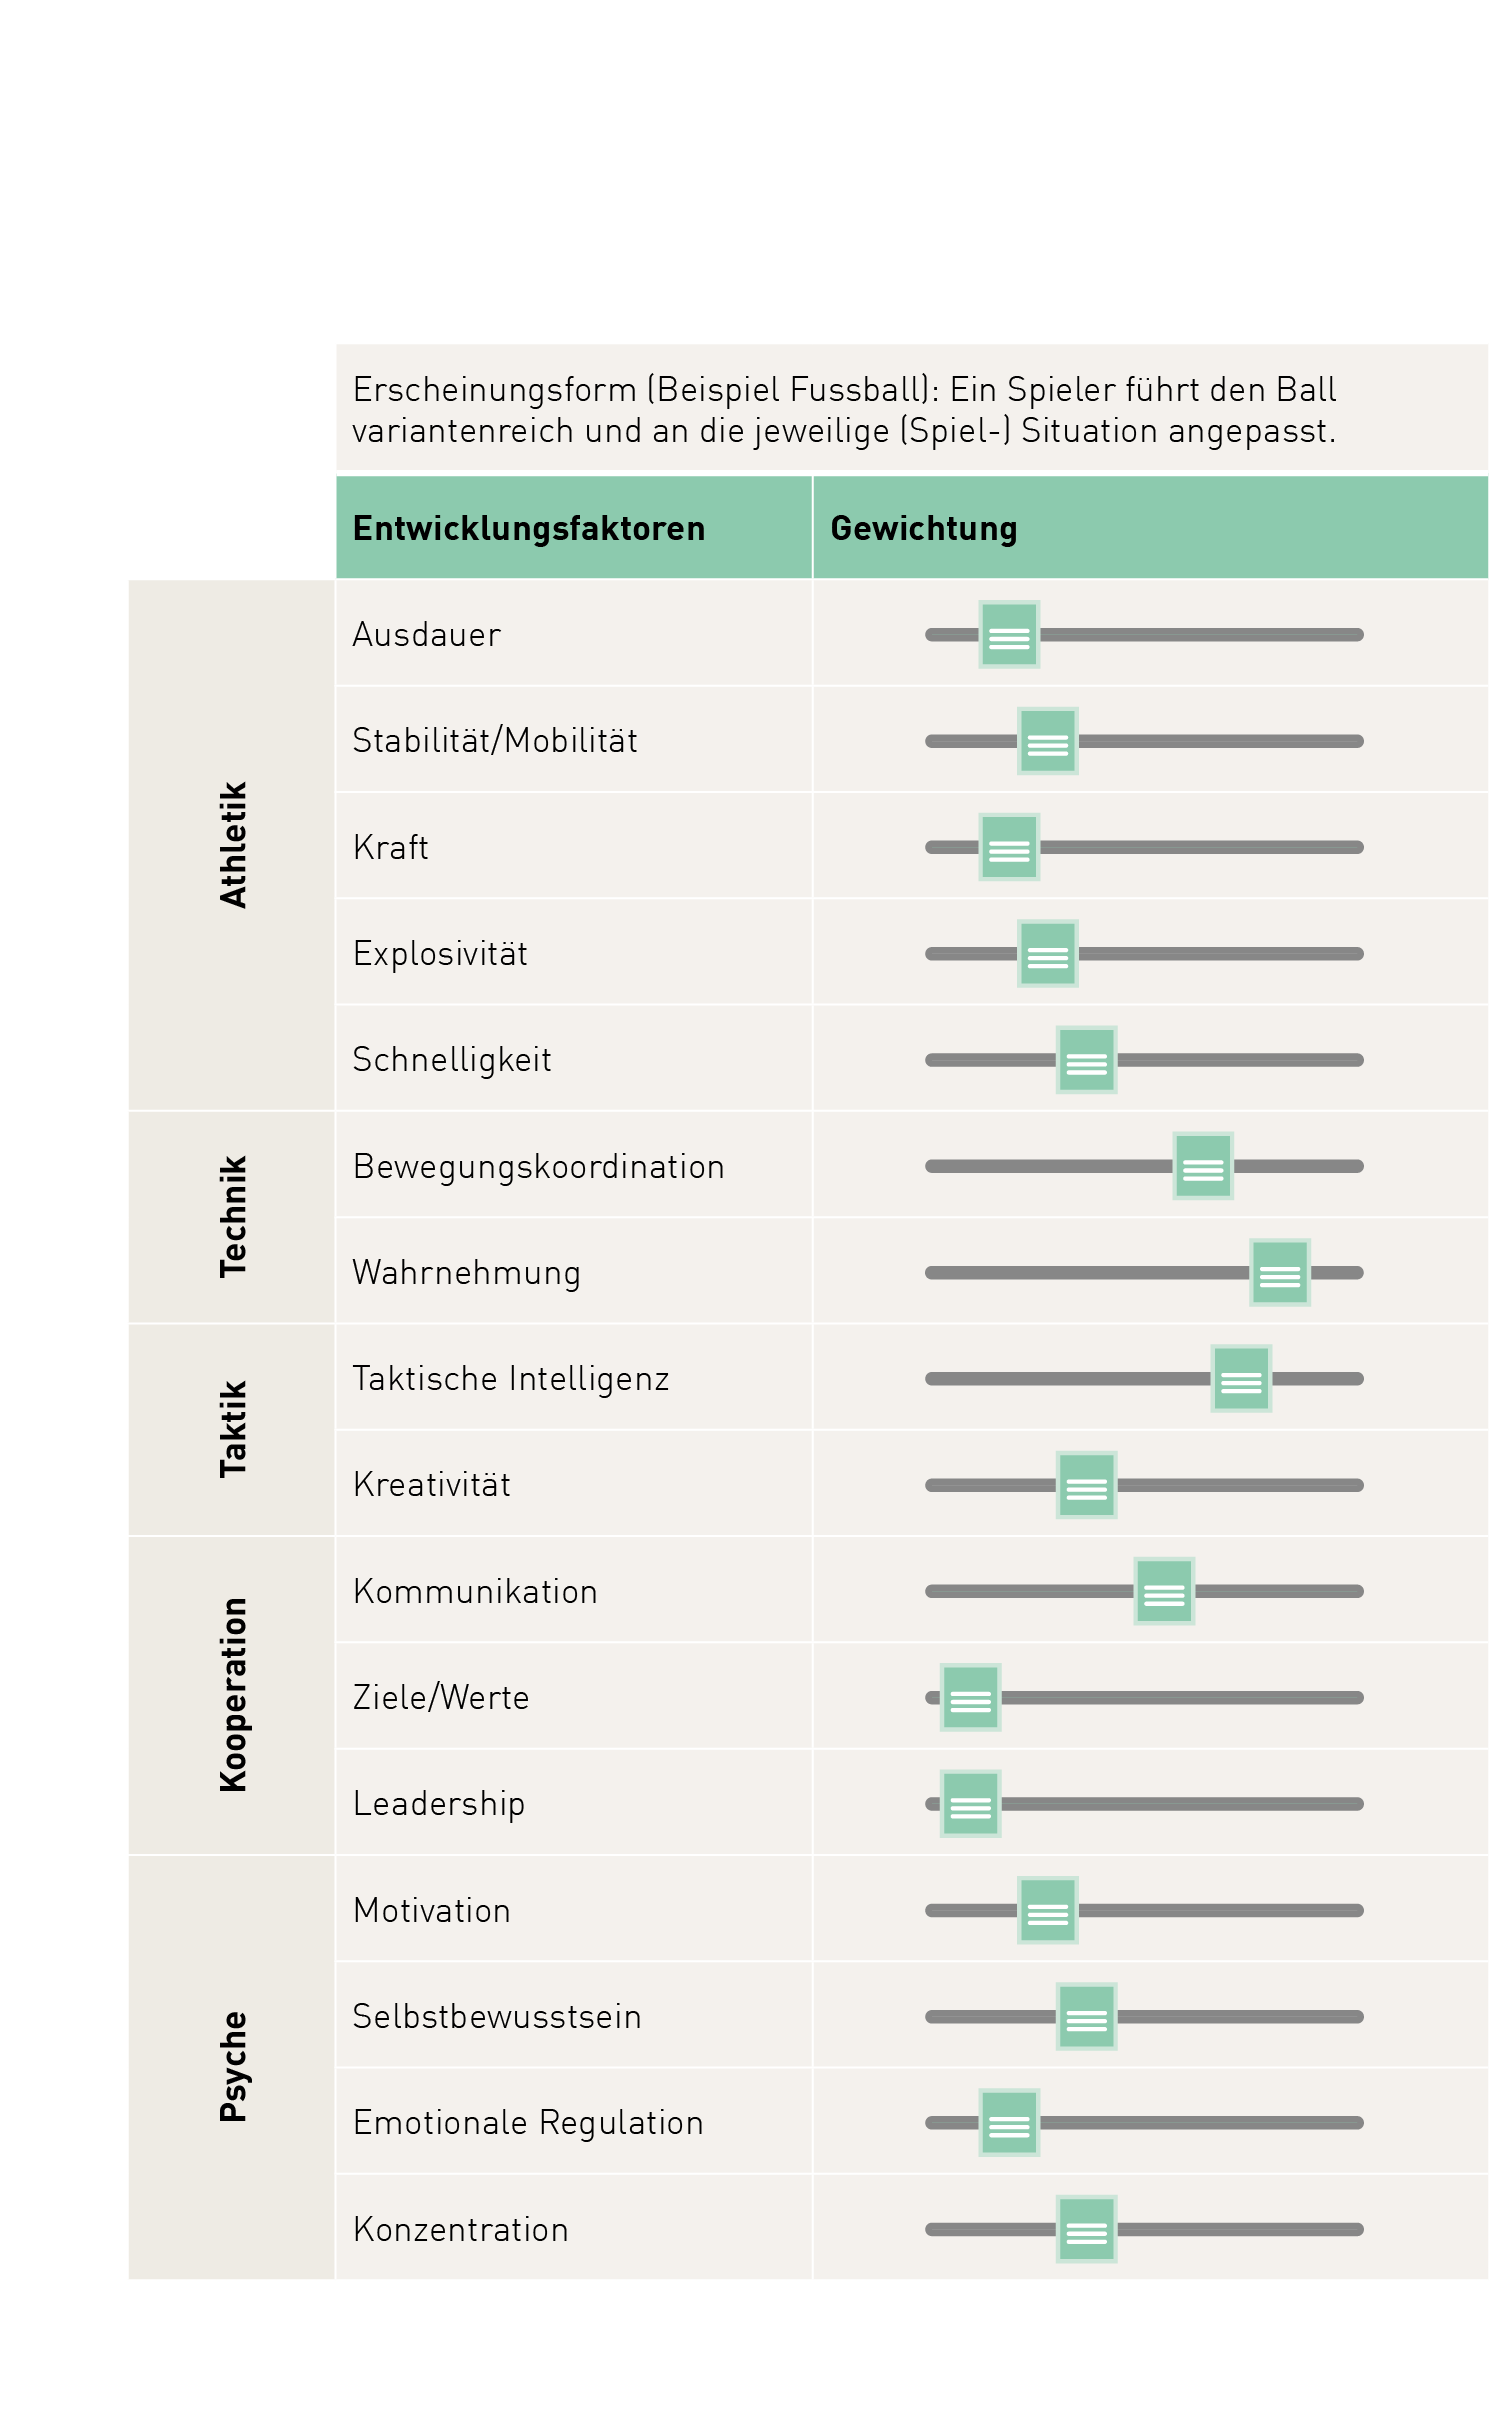 Erscheinungsform (Beispiel Fussball): Ein Spieler führt den Ball
variantenreich und an die jeweilige (Spiel-) Situation angepasst.
Entwicklungsfaktoren
Gewichtung
Athletik
Ausdauer
Stabilität/Mobilität
Kraft
Explosivität
Schnelligkeit
Technik
Bewegungskoordination
Wahrnehmung
Taktik
Taktische Intelligenz
Kreativität
Kooperation
Kommunikation
Ziele/Werte
Leadership
Psyche
Motivation
Selbstbewusstsein
Emotionale Regulation
Konzentration